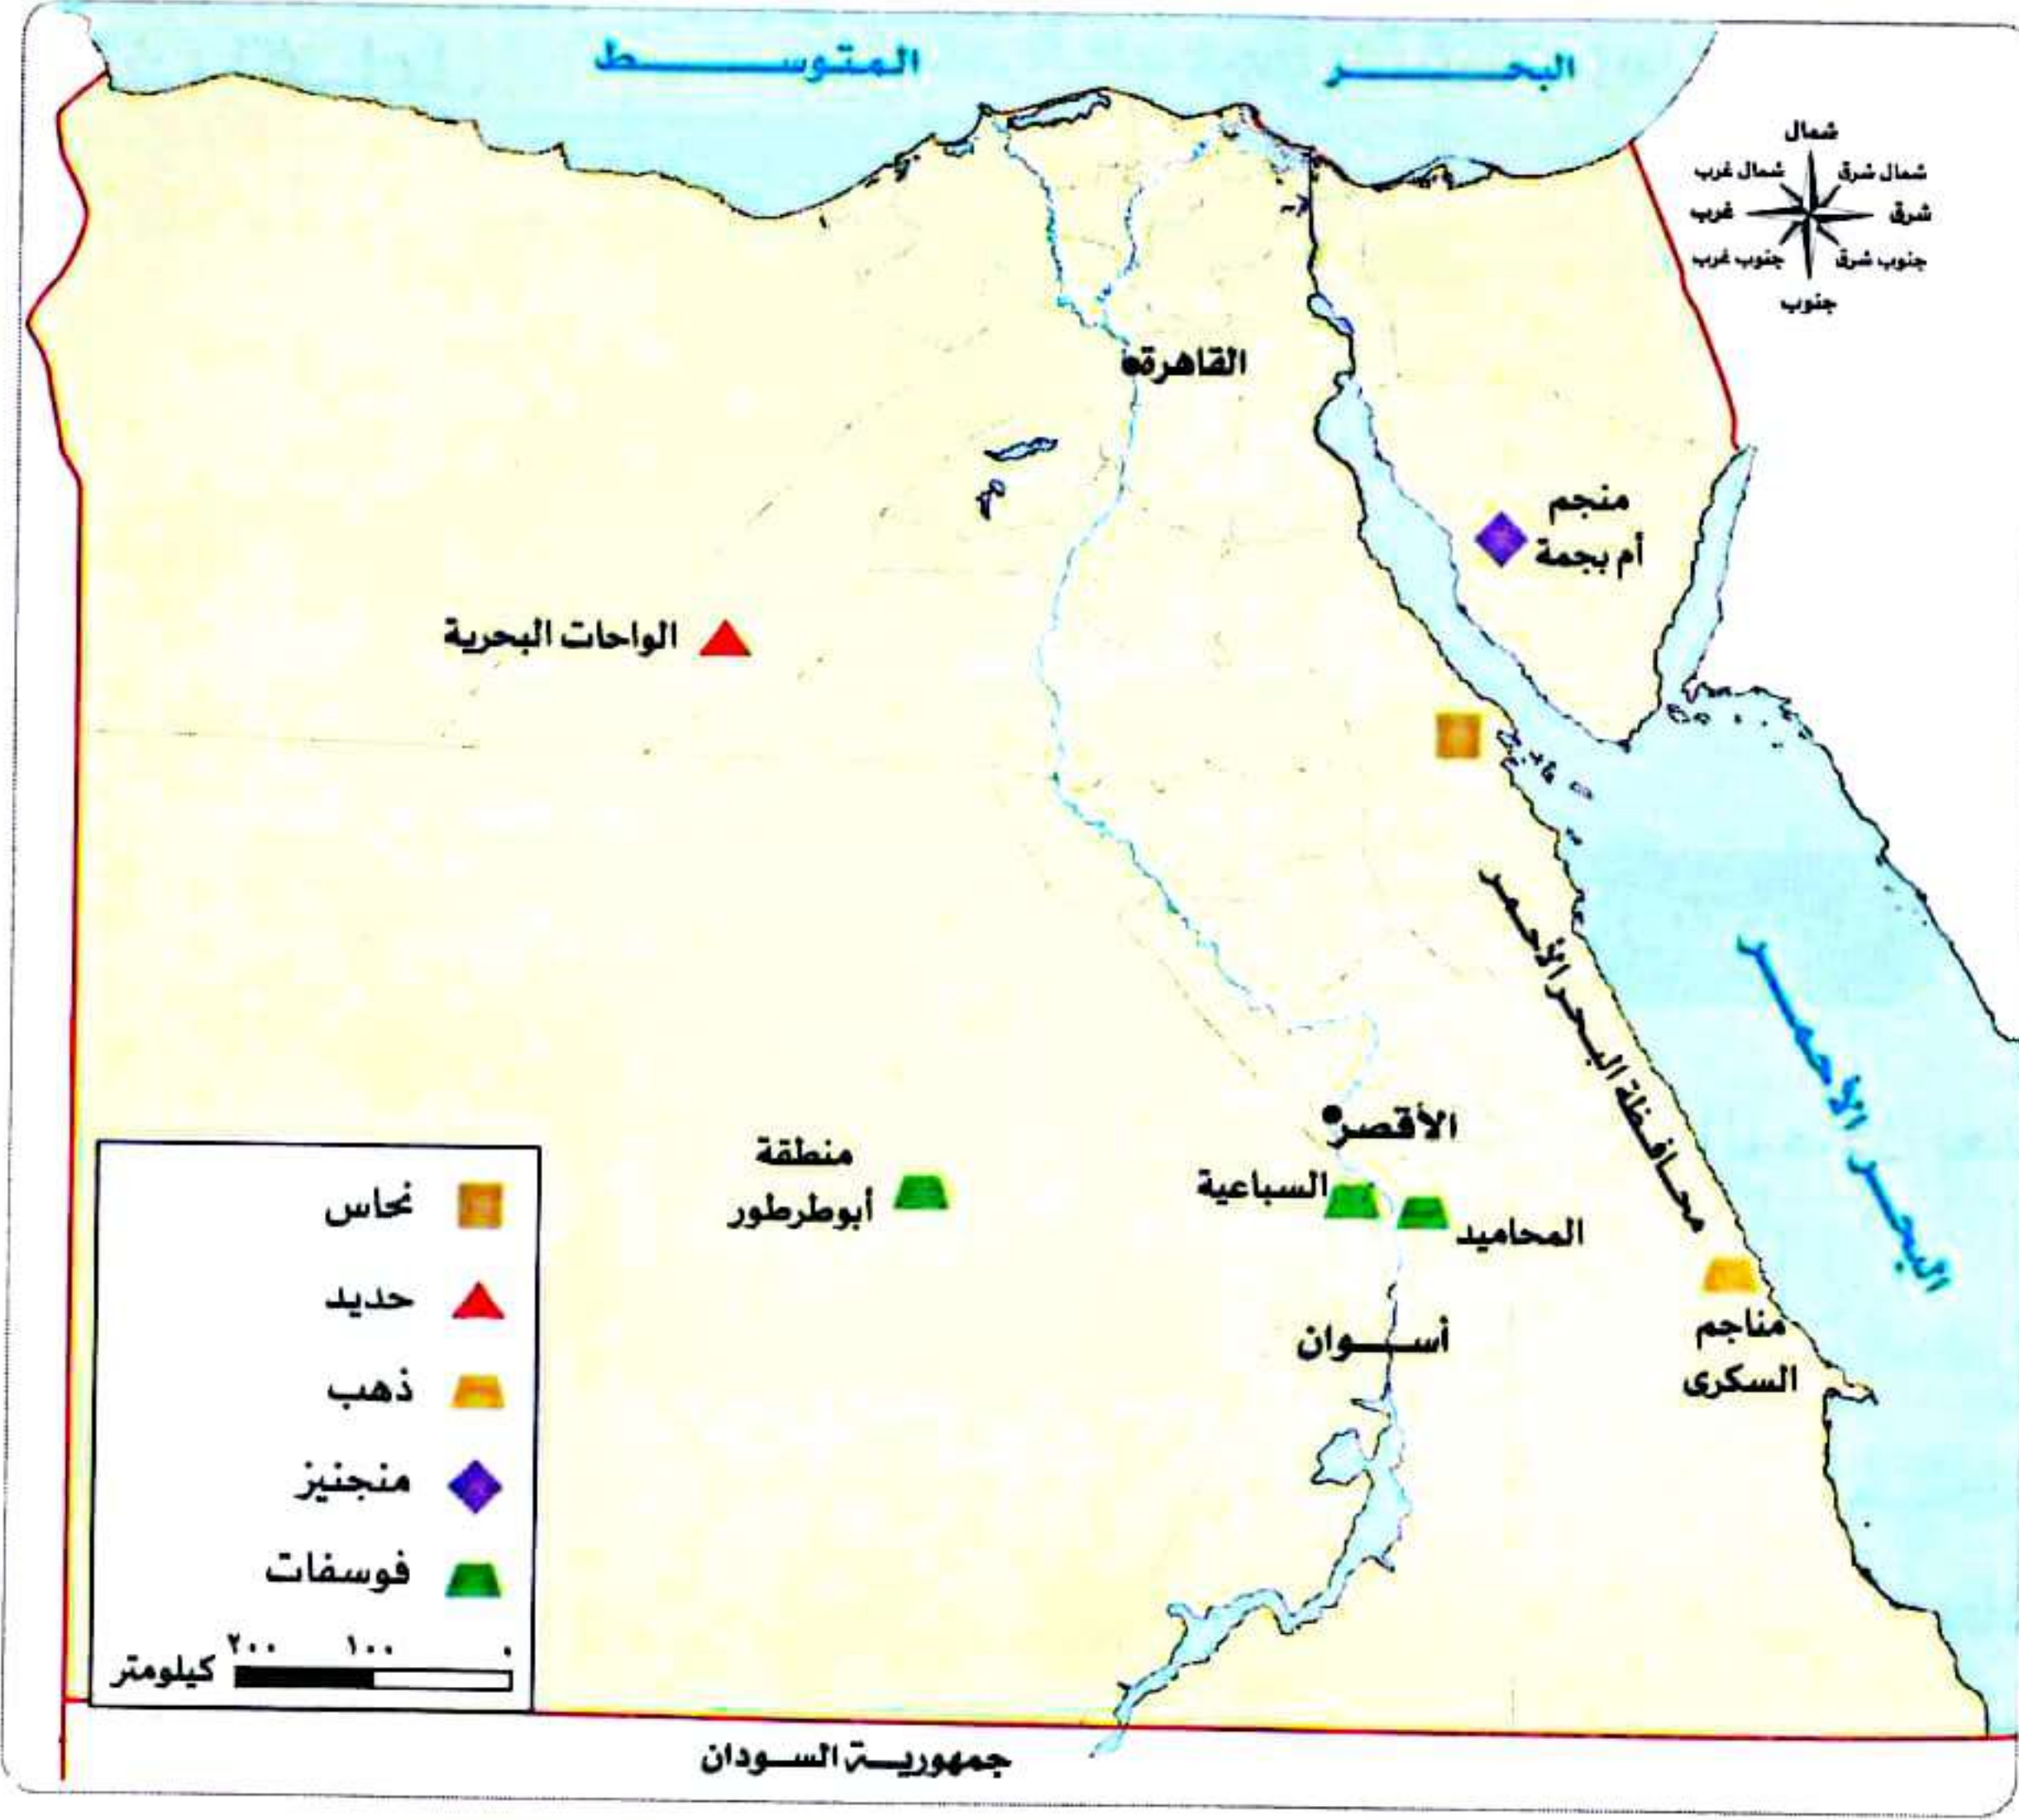 البحر المتوسط
شمال
شمال غرب
شمال شرق
غرب
شرق
جنوب غرب
جنوب شرق
جنوب
القاهرة
منجم
أم بجمة
الواحات البحرية
محافظة البحر الأحمر
البحر الأحمر
الأقصر
منطقة
أبوطرطور
السباعية
المحاميد
أسوان
مناجم
السكرى
نحاس
حديد
ذهب
منجنيز
فوسفات
٢٠٠ ١٠٠ ٠
كيلومتر
جمهورية السودان